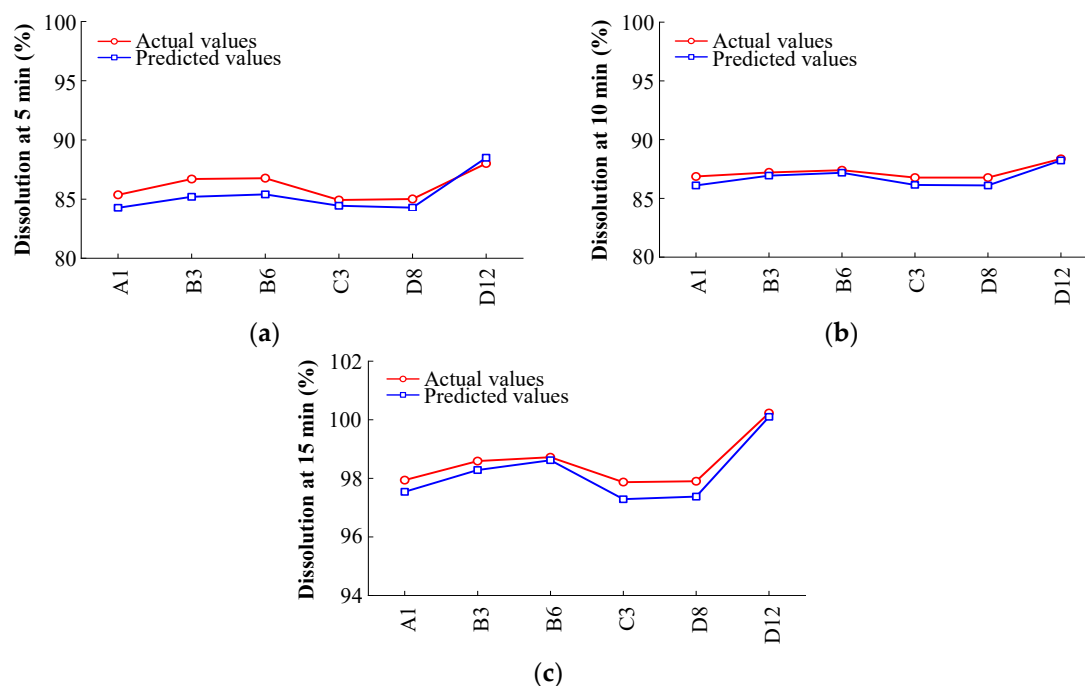 Dissolution at 5 min (%)
100
95
90
85
80
Actual values
Predicted values
A1
B3
B6
C3
D8
D12
(a)
Dissolution at 10 min (%)
100
95
90
85
80
Actual values
Predicted values
A1
B3
B6
C3
D8
D12
(b)
Dissolution at 15 min (%)
102
100
98
96
94
Actual values
Predicted values
A1
B3
B6
C3
D8
D12
(c)